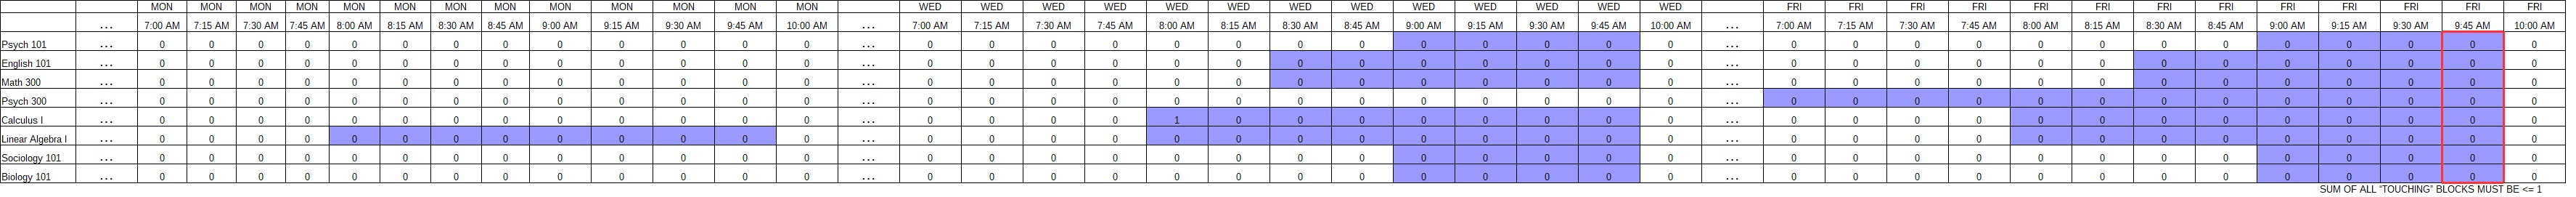 MON MON MON MON MON MON MON MON MON MON MON MON MON WED WED WED WED WED WED WED WED WED WED WED WED WED FRI FRI FRI FRI FRI FRI FRI FRI FRI FRI FRI FRI FRI
... 7:00 AM 7:15 AM 7:30 AM 7:45 AM 8:00 AM 8:15 AM 8:30 AM 8:45 AM 9:00 AM 9:15 AM 9:30 AM 9:45 AM 10:00 AM ... 7:00 AM 7:15 AM 7:30 AM 7:45 AM 8:00 AM 8:15 AM 8:30 AM 8:45 AM 9:00 AM 9:15 AM 9:30 AM 9:45 AM 10:00 AM ... 7:00 AM 7:15 AM 7:30 AM 7:45 AM 8:00 AM 8:15 AM 8:30 AM 8:45 AM 9:00 AM 9:15 AM 9:30 AM 9:45 AM 10:00 AM
Psych 101 ... 0 0 0 0 0 0 0 0 0 0 0 0 0 ... 0 0 0 0 0 0 0 0 0 0 0 0 0 ... 0 0 0 0 0 0 0 0 0 0 0 0 0
English 101 ... 0 0 0 0 0 0 0 0 0 0 0 0 0 ... 0 0 0 0 0 0 0 0 0 0 0 0 0 ... 0 0 0 0 0 0 0 0 0 0 0 0 0
Math 300 ... 0 0 0 0 0 0 0 0 0 0 0 0 0 ... 0 0 0 0 0 0 0 0 0 0 0 0 0 ... 0 0 0 0 0 0 0 0 0 0 0 0 0
Psych 300 ... 0 0 0 0 0 0 0 0 0 0 0 0 0 ... 0 0 0 0 0 0 0 0 0 0 0 0 0 ... 0 0 0 0 0 0 0 0 0 0 0 0 0
Calculus I ... 0 0 0 0 0 0 0 0 0 0 0 0 0 ... 0 0 0 0 1 0 0 0 0 0 0 0 0 ... 0 0 0 0 0 0 0 0 0 0 0 0 0
Linear Algebra I ... 0 0 0 0 0 0 0 0 0 0 0 0 0 ... 0 0 0 0 0 0 0 0 0 0 0 0 0 ... 0 0 0 0 0 0 0 0 0 0 0 0 0
Sociology 101 ... 0 0 0 0 0 0 0 0 0 0 0 0 0 ... 0 0 0 0 0 0 0 0 0 0 0 0 0 ... 0 0 0 0 0 0 0 0 0 0 0 0 0
Biology 101 ... 0 0 0 0 0 0 0 0 0 0 0 0 0 ... 0 0 0 0 0 0 0 0 0 0 0 0 0 ... 0 0 0 0 0 0 0 0 0 0 0 0 0
SUM OF ALL "TOUCHING" BLOCKS MUST BE <= 1